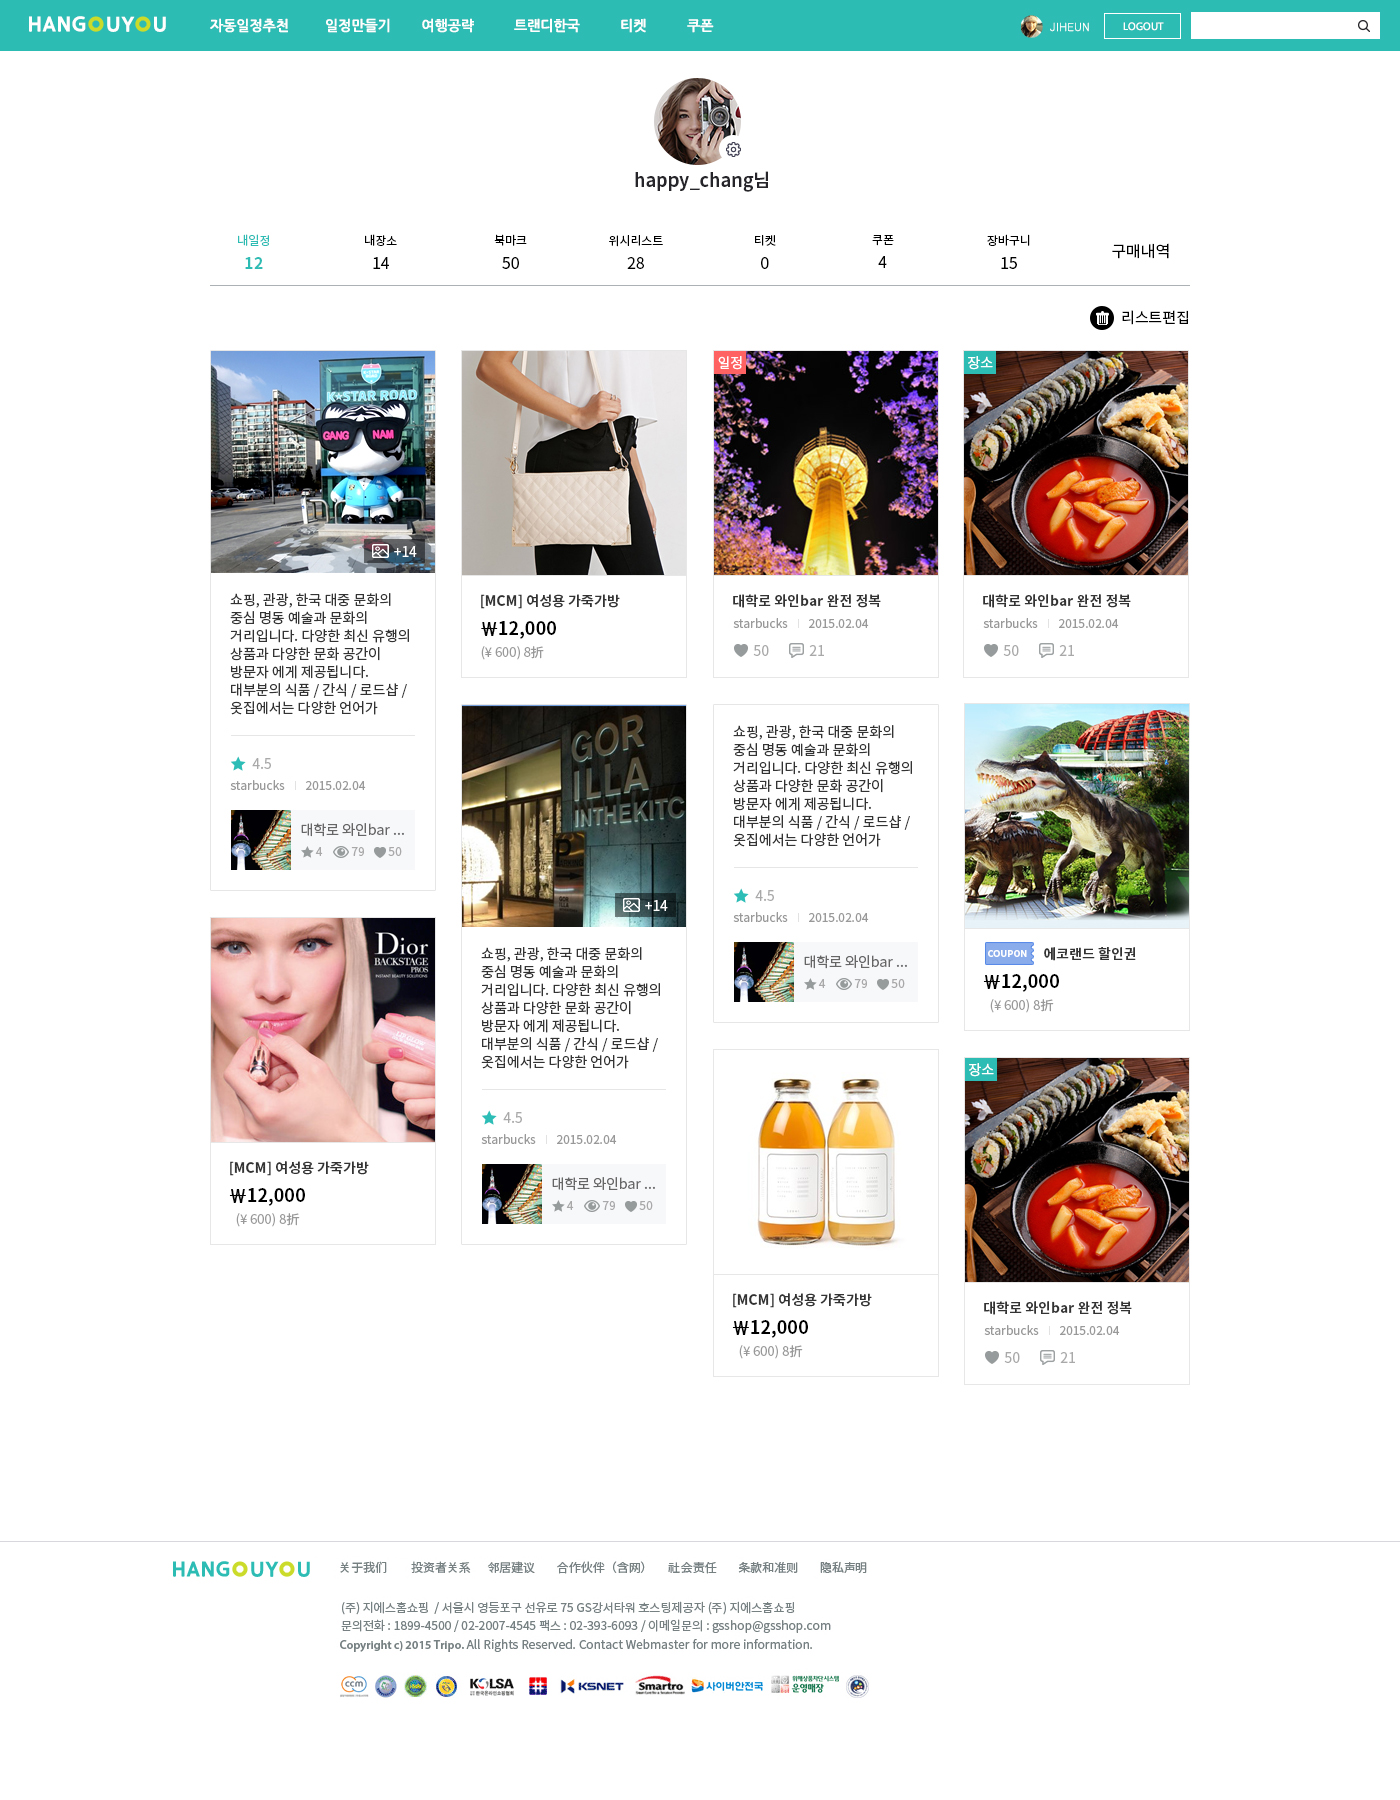 HANGOUYOU 자동일정추천 일정만들기 여행공략 트랜디한국 티켓 쿠폰 JIHEUN LOGOUT
happy_chang님
내일정 내장소 북마크 위시리스트 티켓 쿠폰 장바구니 구매내역
12 14 50 28 0 4 15
리스트편집
K★STAR ROAD
GANG NAM
+14
쇼핑, 관광, 한국 대중 문화의
중심 명동 예술과 문화의
거리입니다. 다양한 최신 유행의
상품과 다양한 문화 공간이
방문자 에게 제공됩니다.
대부분의 식품 / 간식 / 로드샵 /
옷집에서는 다양한 언어가
4.5
starbucks | 2015.02.04
대학로 와인bar ...
4 79 50
Dior
BACKSTAGE
PROS
INSTANT BEAUTY SOLUTIONS
[MCM] 여성용 가죽가방
₩12,000
(¥ 600) 8折
[MCM] 여성용 가죽가방
₩12,000
(¥ 600) 8折
GOR
ILLA
INTHEKITC
+14
쇼핑, 관광, 한국 대중 문화의
중심 명동 예술과 문화의
거리입니다. 다양한 최신 유행의
상품과 다양한 문화 공간이
방문자 에게 제공됩니다.
대부분의 식품 / 간식 / 로드샵 /
옷집에서는 다양한 언어가
4.5
starbucks | 2015.02.04
대학로 와인bar ...
4 79 50
일정
대학로 와인bar 완전 정복
starbucks | 2015.02.04
50 21
쇼핑, 관광, 한국 대중 문화의
중심 명동 예술과 문화의
거리입니다. 다양한 최신 유행의
상품과 다양한 문화 공간이
방문자 에게 제공됩니다.
대부분의 식품 / 간식 / 로드샵 /
옷집에서는 다양한 언어가
4.5
starbucks | 2015.02.04
대학로 와인bar ...
4 79 50
[MCM] 여성용 가죽가방
₩12,000
(¥ 600) 8折
장소
대학로 와인bar 완전 정복
starbucks | 2015.02.04
50 21
COUPON 에코랜드 할인권
₩12,000
(¥ 600) 8折
장소
대학로 와인bar 완전 정복
starbucks | 2015.02.04
50 21
HANGOUYOU 关于我们 投资者关系 邻居建议 合作伙伴（含网） 社会责任 条款和准则 隐私声明
(주) 지에스홈쇼핑 / 서울시 영등포구 선유로 75 GS강서타워 호스팅제공자 (주) 지에스홈쇼핑
문의전화 : 1899-4500 / 02-2007-4545 팩스 : 02-393-6093 / 이메일문의 : gsshop@gsshop.com
Copyright c) 2015 Tripo. All Rights Reserved. Contact Webmaster for more information.
ccm KOLSA 한국온라인쇼핑협회 KSNET Smartro 사이버안전국 위해상품차단시스템 운영매장